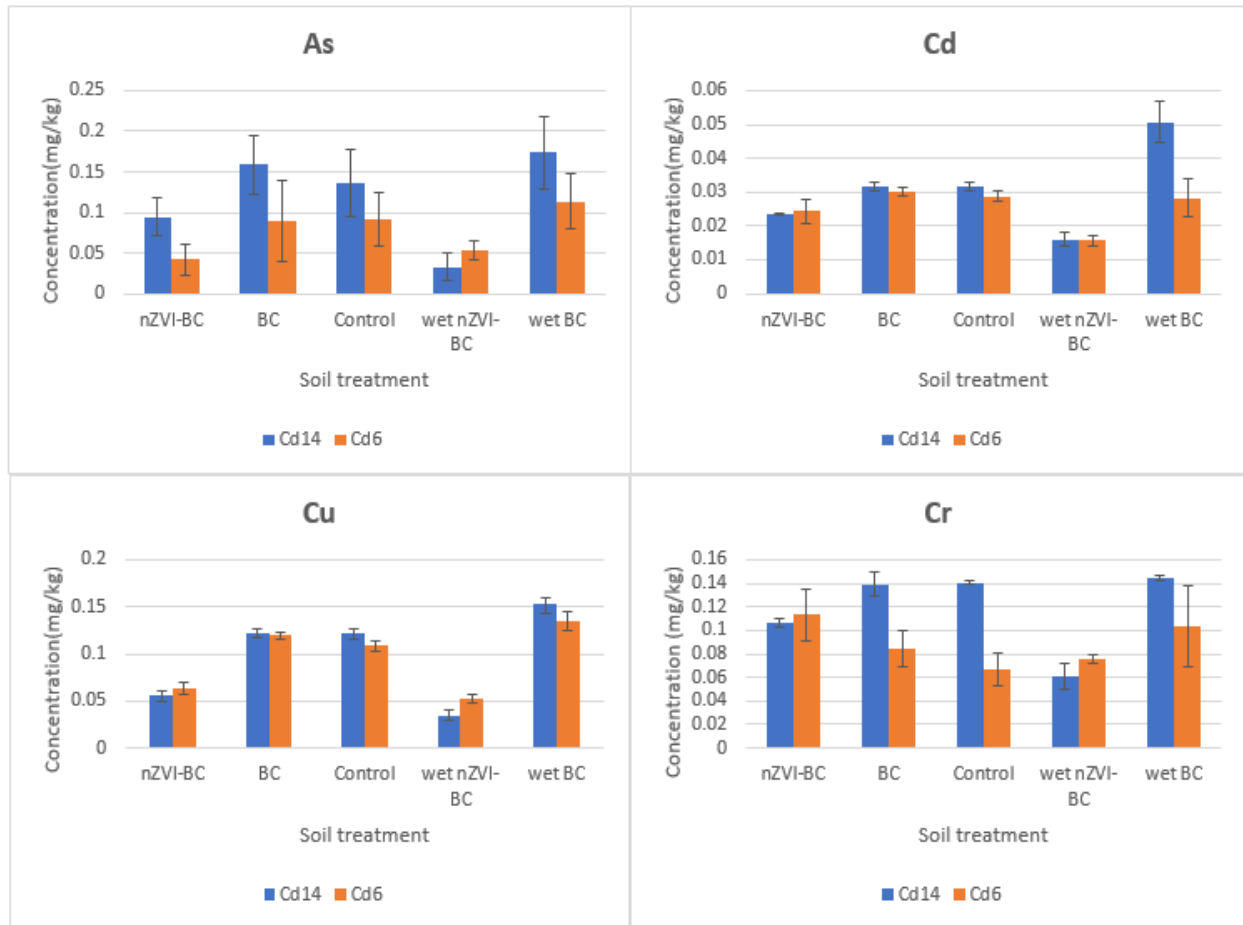 As
Concentration(mg/kg)
0.25
0.2
0.15
0.1
0.05
0
nZVI-BC BC Control wet nZVI- wet BC
BC
Soil treatment
Cd14 Cd6
Cd
Concentration(mg/kg)
0.06
0.05
0.04
0.03
0.02
0.01
0
nZVI-BC BC Control wet nZVI- wet BC
BC
Soil treatment
Cd14 Cd6
Cu
Concentration(mg/kg)
0.2
0.15
0.1
0.05
0
nZVI-BC BC Control wet nZVI- wet BC
BC
Soil treatment
Cd14 Cd6
Cr
Concentration (mg/kg)
0.16
0.14
0.12
0.1
0.08
0.06
0.04
0.02
0
nZVI-BC BC Control wet nZVI- wet BC
BC
Soil treatment
Cd14 Cd6